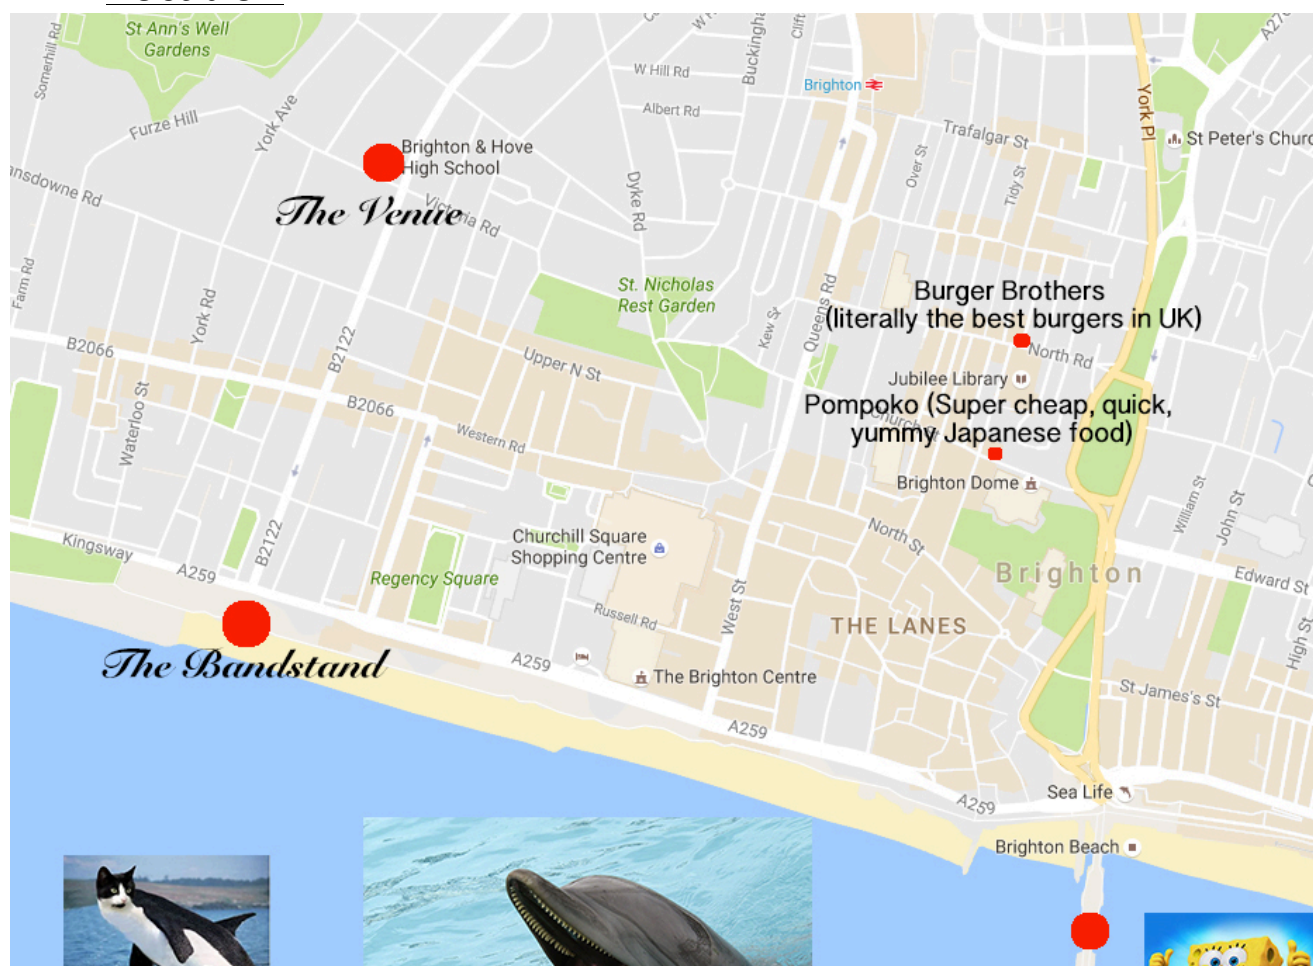 St Ann's Well
Gardens
Somerhill Rd
Furze Hill
York Ave
W Hill Rd
Albert Rd
Brighton
York Pl
Trafalgar St
Over St
Tidy St
Brighton & Hove
High School
The Venue
Victoria Rd
Dyke Rd
Farm Rd
York Rd
B2122
St. Nicholas
Rest Garden
Kew St
Queens Rd
Burger Brothers
(literally the best burgers in UK)
North Rd
Jubilee Library
Pompoko (Super cheap, quick,
yummy Japanese food)
Brighton Dome
B2066
Waterloo St
B2066
Upper N St
Western Rd
North St
William St
John St
Edward St
High St
Kingsway
A259
B2122
Regency Square
Churchill Square
Shopping Centre
Russell Rd
West St
Brighton
THE LANES
The Bandstand
A259
The Brighton Centre
St James's St
A259
A259
Sea Life
Brighton Beach